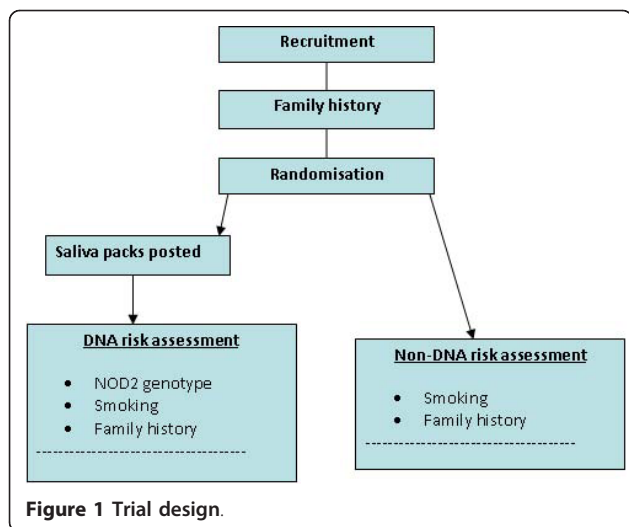 Recruitment
Family history
Randomisation
Saliva packs posted
DNA risk assessment
• NOD2 genotype
• Smoking
• Family history
------------------------------------
Non-DNA risk assessment
• Smoking
• Family history
------------------------------------
Figure 1 Trial design.